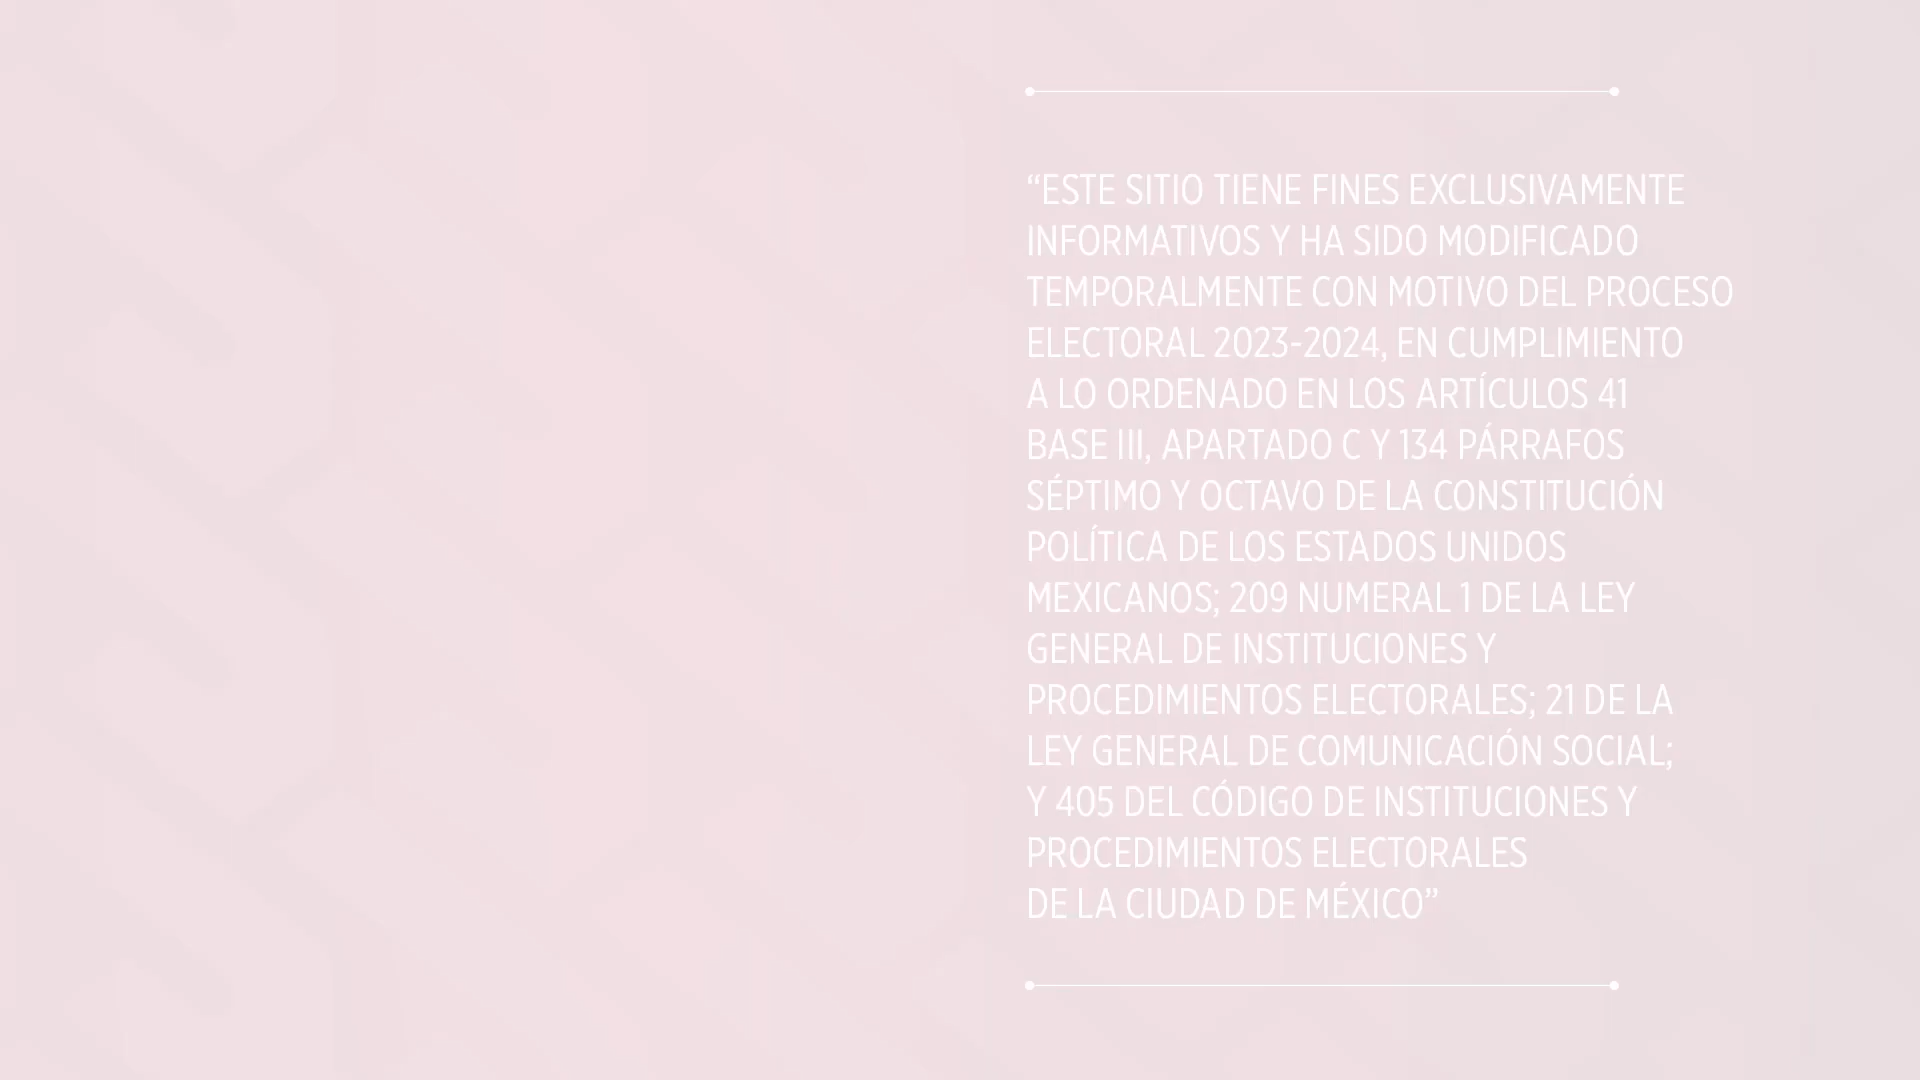 “ESTE SITIO TIENE FINES EXCLUSIVAMENTE
INFORMATIVOS Y HA SIDO MODIFICADO
TEMPORALMENTE CON MOTIVO DEL PROCESO
ELECTORAL 2023-2024, EN CUMPLIMIENTO
A LO ORDENADO EN LOS ARTÍCULOS 41
BASE III, APARTADO C Y 134 PÁRRAFOS
SÉPTIMO Y OCTAVO DE LA CONSTITUCIÓN
POLÍTICA DE LOS ESTADOS UNIDOS
MEXICANOS; 209 NUMERAL 1 DE LA LEY
GENERAL DE INSTITUCIONES Y
PROCEDIMIENTOS ELECTORALES; 21 DE LA
LEY GENERAL DE COMUNICACIÓN SOCIAL;
Y 405 DEL CÓDIGO DE INSTITUCIONES Y
PROCEDIMIENTOS ELECTORALES
DE LA CIUDAD DE MÉXICO”